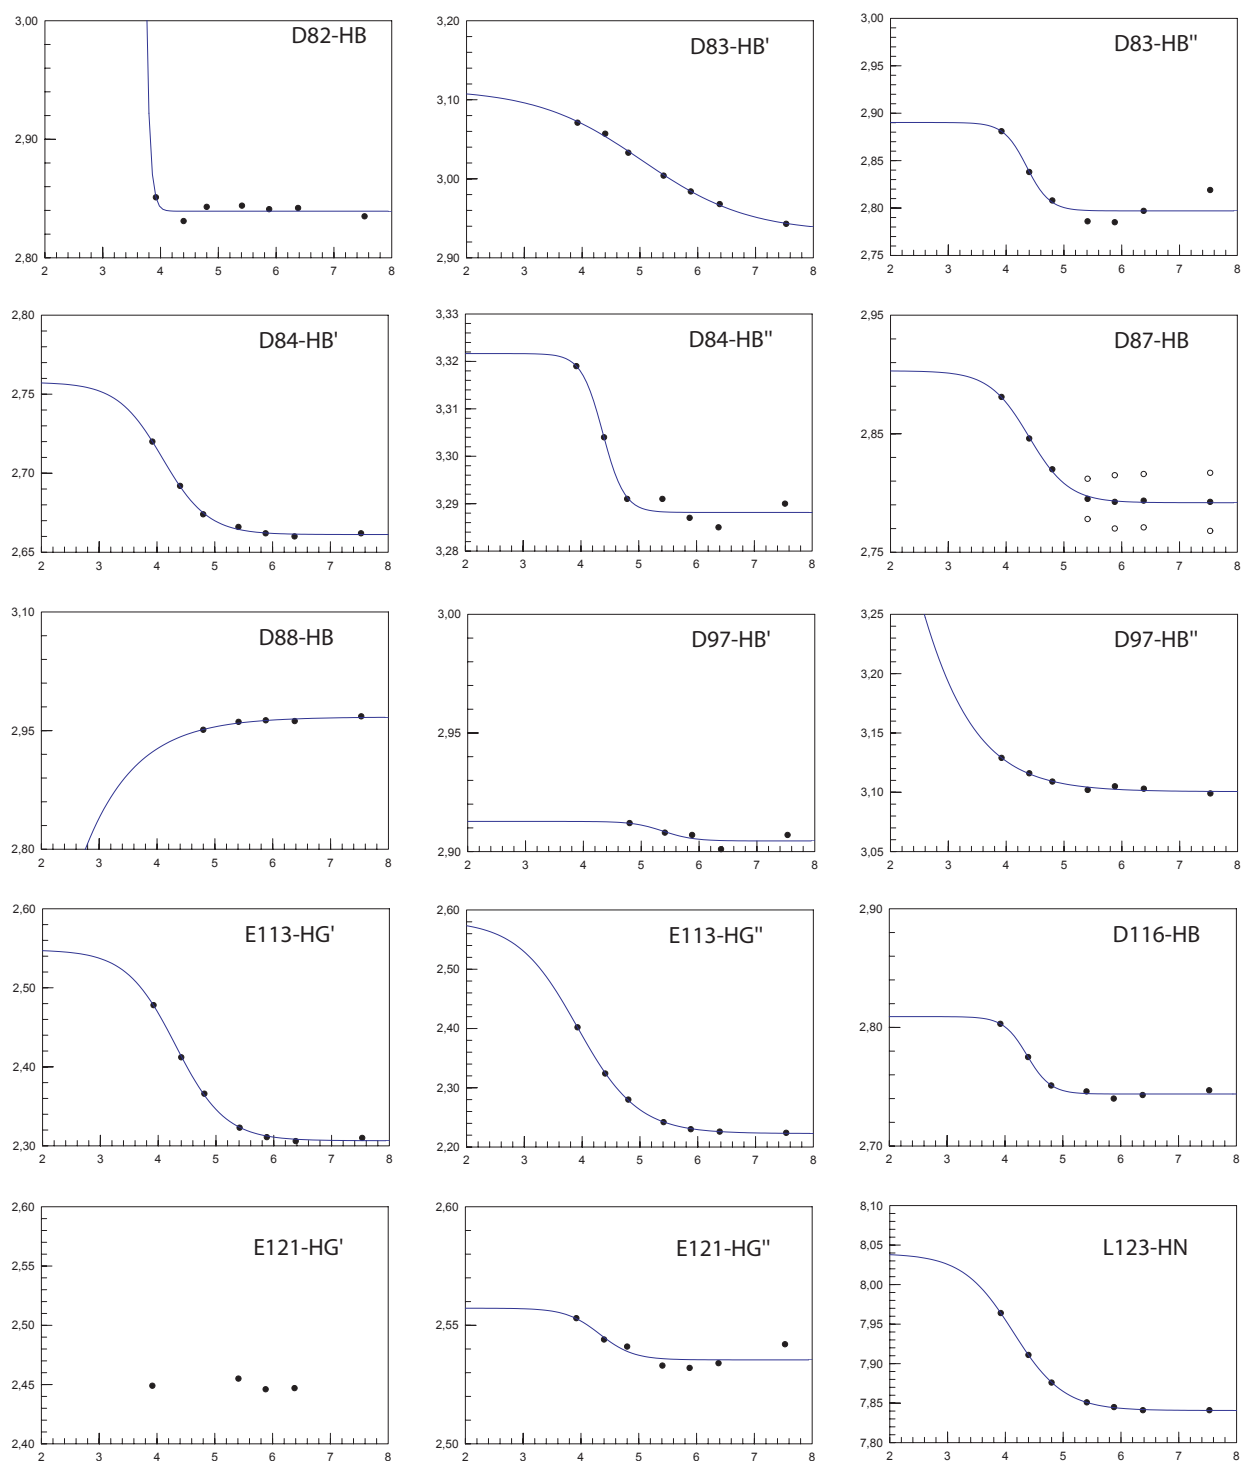 D82-HB
3,00
2,90
2,80
2 3 4 5 6 7 8
D83-HB'
3,20
3,10
3,00
2,90
2 3 4 5 6 7 8
D83-HB"
3,00
2,95
2,90
2,85
2,80
2,75
2 3 4 5 6 7 8
D84-HB'
2,80
2,75
2,70
2,65
2 3 4 5 6 7 8
D84-HB"
3,33
3,32
3,31
3,30
3,29
3,28
2 3 4 5 6 7 8
D87-HB
2,95
2,85
2,75
2 3 4 5 6 7 8
D88-HB
3,10
2,95
2,80
2 3 4 5 6 7 8
D97-HB'
3,00
2,95
2,90
2 3 4 5 6 7 8
D97-HB"
3,25
3,20
3,15
3,10
3,05
2 3 4 5 6 7 8
E113-HG'
2,60
2,50
2,40
2,30
2 3 4 5 6 7 8
E113-HG"
2,60
2,50
2,40
2,30
2,20
2 3 4 5 6 7 8
D116-HB
2,90
2,80
2,70
2 3 4 5 6 7 8
E121-HG'
2,60
2,55
2,50
2,45
2,40
2 3 4 5 6 7 8
E121-HG"
2,60
2,55
2,50
2 3 4 5 6 7 8
L123-HN
8,10
8,05
8,00
7,95
7,90
7,85
7,80
2 3 4 5 6 7 8